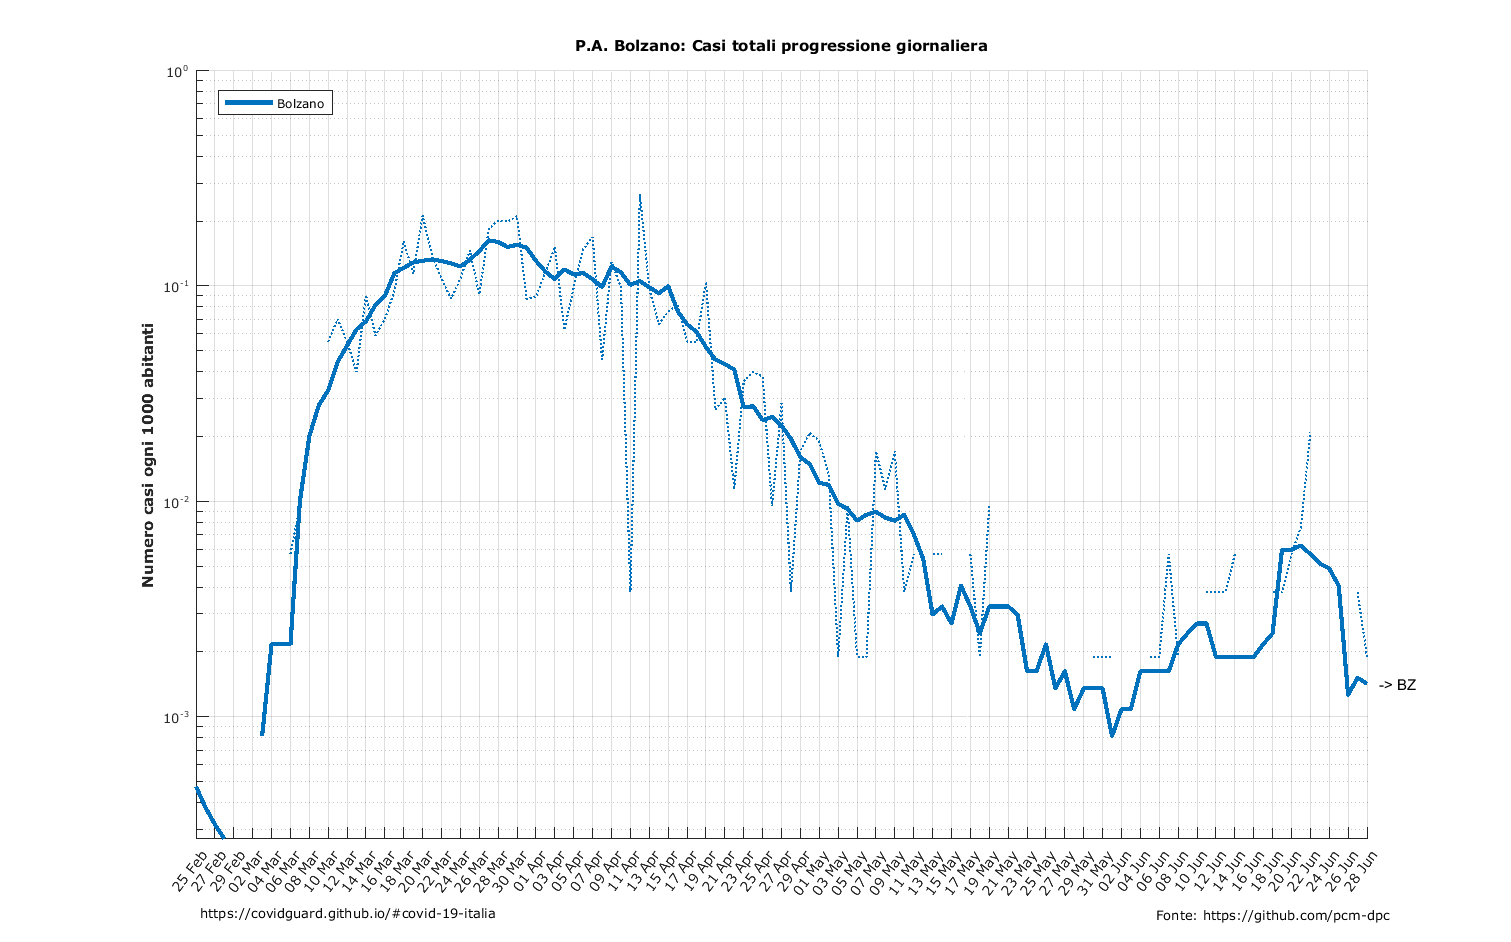 P.A. Bolzano: Casi totali progressione giornaliera
Bolzano
Numero casi ogni 1000 abitanti
10^0
10^-1
10^-2
10^-3
-> BZ
25 Feb
27 Feb
29 Feb
02 Mar
04 Mar
06 Mar
08 Mar
10 Mar
12 Mar
14 Mar
16 Mar
18 Mar
20 Mar
22 Mar
24 Mar
26 Mar
28 Mar
30 Mar
01 Apr
03 Apr
05 Apr
07 Apr
09 Apr
11 Apr
13 Apr
15 Apr
17 Apr
19 Apr
21 Apr
23 Apr
25 Apr
27 Apr
29 Apr
01 May
03 May
05 May
07 May
09 May
11 May
13 May
15 May
17 May
19 May
21 May
23 May
25 May
27 May
29 May
31 May
02 Jun
04 Jun
06 Jun
08 Jun
10 Jun
12 Jun
14 Jun
16 Jun
18 Jun
20 Jun
22 Jun
24 Jun
26 Jun
28 Jun
https://covidguard.github.io/#covid-19-italia
Fonte: https://github.com/pcm-dpc